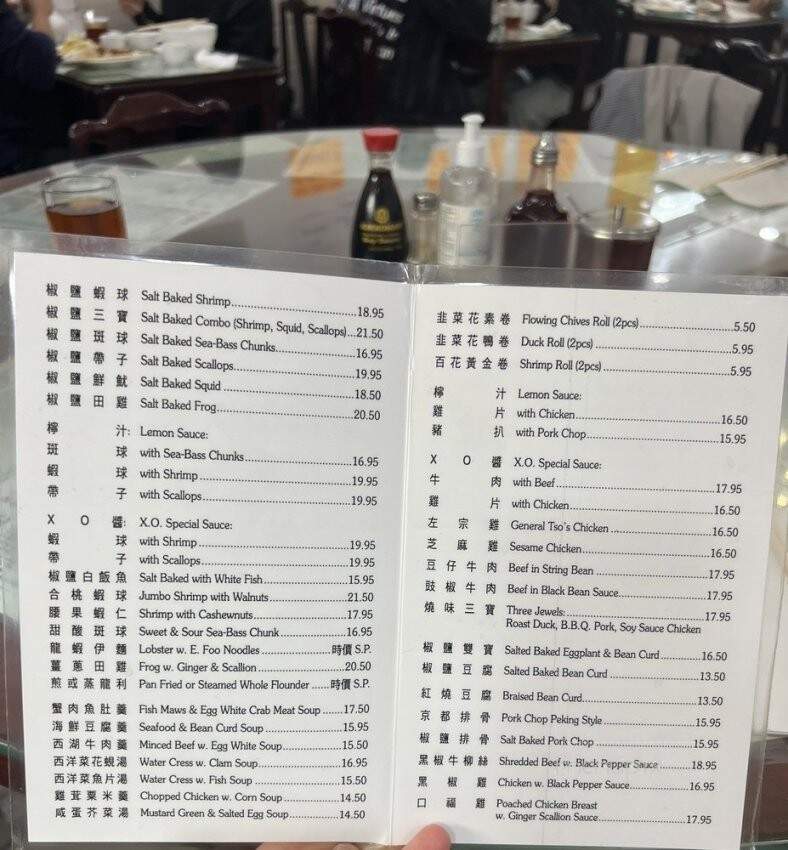 椒鹽蝦球 Salt Baked Shrimp 18.95
椒鹽三寶 Salt Baked Combo (Shrimp, Squid, Scallops) 21.50
椒鹽斑球 Salt Baked Sea-Bass Chunks 16.95
椒鹽帶子 Salt Baked Scallops 19.95
椒鹽鮮魷 Salt Baked Squid 18.50
椒鹽田雞 Salt Baked Frog 20.50
檸汁: Lemon Sauce:
斑球 with Sea-Bass Chunks 16.95
蝦球 with Shrimp 19.95
帶子 with Scallops 19.95
X O 醬: X.O. Special Sauce:
蝦球 with Shrimp 19.95
帶子 with Scallops 19.95
椒鹽白飯魚 Salt Baked with White Fish 15.95
合桃蝦球 Jumbo Shrimp with Walnuts 21.50
腰果蝦仁 Shrimp with Cashewnuts 17.95
甜酸斑球 Sweet & Sour Sea-Bass Chunk 16.95
龍蝦伊麵 Lobster w. E. Foo Noodles 時價 S.P.
薑蔥田雞 Frog w. Ginger & Scallion 20.50
煎或蒸龍利 Pan Fried or Steamed Whole Flounder 時價 S.P.
蟹肉魚肚羹 Fish Maws & Egg White Crab Meat Soup 17.50
海鮮豆腐羹 Seafood & Bean Curd Soup 15.95
西湖牛肉羹 Minced Beef w. Egg White Soup 15.50
西洋菜花蜆湯 Water Cress w. Clam Soup 16.95
西洋菜魚片湯 Water Cress w. Fish Soup 15.50
雞茸粟米羹 Chopped Chicken w. Corn Soup 14.50
咸蛋芥菜湯 Mustard Green & Salted Egg Soup 14.50
韭菜花素卷 Flowing Chives Roll (2pcs) 5.50
韭菜花鴨卷 Duck Roll (2pcs) 5.95
百花黃金卷 Shrimp Roll (2pcs) 5.95
檸汁 Lemon Sauce:
雞片 with Chicken 16.50
豬扒 with Pork Chop 15.95
X O 醬 X.O. Special Sauce:
牛肉 with Beef 17.95
雞片 with Chicken 16.50
左宗雞 General Tso's Chicken 16.50
芝麻雞 Sesame Chicken 16.50
豆仔牛肉 Beef in String Bean 17.95
豉椒牛肉 Beef in Black Bean Sauce 17.95
燒味三寶 Three Jewels: 17.95
Roast Duck, B.B.Q. Pork, Soy Sauce Chicken
椒鹽雙寶 Salted Baked Eggplant & Bean Curd 16.50
椒鹽豆腐 Salted Baked Bean Curd 13.50
紅燒豆腐 Braised Bean Curd 13.50
京都排骨 Pork Chop Peking Style 15.95
椒鹽排骨 Salt Baked Pork Chop 15.95
黑椒牛柳絲 Shredded Beef w. Black Pepper Sauce 18.95
黑椒雞 Chicken w. Black Pepper Sauce 16.95
口福雞 Poached Chicken Breast
w. Ginger Scallion Sauce 17.95